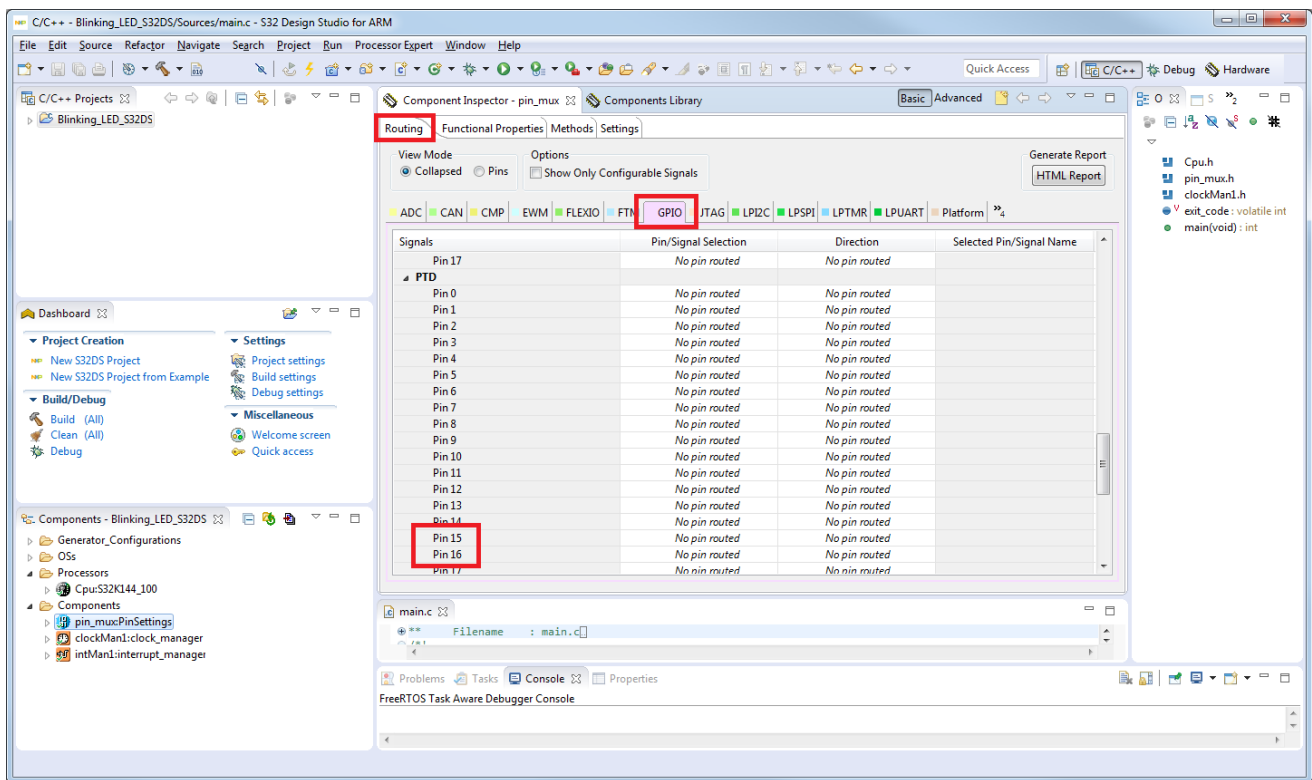 C/C++ - Blinking_LED_S32DS/Sources/main.c - S32 Design Studio for ARM
File Edit Source Refactor Navigate Search Project Run Processor Expert Window Help
Quick Access
C/C++
Debug
Hardware
C/C++ Projects
Blinking_LED_S32DS
Dashboard
Project Creation
New S32DS Project
New S32DS Project from Example
Build/Debug
Build (All)
Clean (All)
Debug
Settings
Project settings
Build settings
Debug settings
Miscellaneous
Welcome screen
Quick access
Components - Blinking_LED_S32DS
Generator_Configurations
OSs
Processors
Cpu:S32K144_100
Components
pin_mux:PinSettings
clockMan1:clock_manager
intMan1:interrupt_manager
Component Inspector - pin_mux
Components Library
Basic Advanced
Routing Functional Properties Methods Settings
View Mode Options Generate Report
Collapsed Pins Show Only Configurable Signals HTML Report
ADC CAN CMP EWM FLEXIO FTM GPIO JTAG LPI2C LPSPI LPTMR LPUART Platform »4
Signals Pin/Signal Selection Direction Selected Pin/Signal Name
Pin 17 No pin routed No pin routed
PTD
Pin 0 No pin routed No pin routed
Pin 1 No pin routed No pin routed
Pin 2 No pin routed No pin routed
Pin 3 No pin routed No pin routed
Pin 4 No pin routed No pin routed
Pin 5 No pin routed No pin routed
Pin 6 No pin routed No pin routed
Pin 7 No pin routed No pin routed
Pin 8 No pin routed No pin routed
Pin 9 No pin routed No pin routed
Pin 10 No pin routed No pin routed
Pin 11 No pin routed No pin routed
Pin 12 No pin routed No pin routed
Pin 13 No pin routed No pin routed
Pin 14 No pin routed No pin routed
Pin 15 No pin routed No pin routed
Pin 16 No pin routed No pin routed
Pin 17 No pin routed No pin routed
main.c
** Filename : main.c
/*!
Problems Tasks Console Properties
FreeRTOS Task Aware Debugger Console
O S »2
Cpu.h
pin_mux.h
clockMan1.h
exit_code : volatile int
main(void) : int